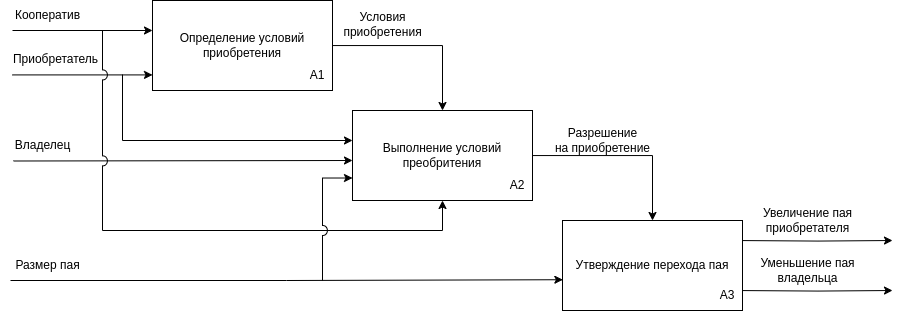 Кооператив
Условия
приобретения
Определение условий
приобретения
A1
Приобретатель
Разрешение
на приобретение
Владелец
Выполнение условий
преобритения
A2
Увеличение пая
приобретателя
Размер пая
Утверждение перехода пая
A3
Уменьшение пая
владельца